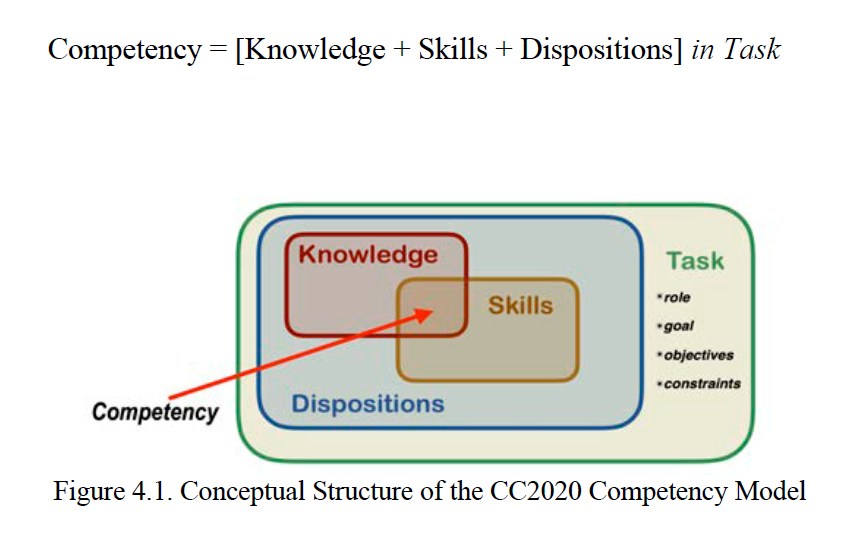 Competency = [Knowledge + Skills + Dispositions] in Task
Knowledge
Skills
Dispositions
Task
*role
*goal
*objectives
*constraints
Competency
Figure 4.1. Conceptual Structure of the CC2020 Competency Model